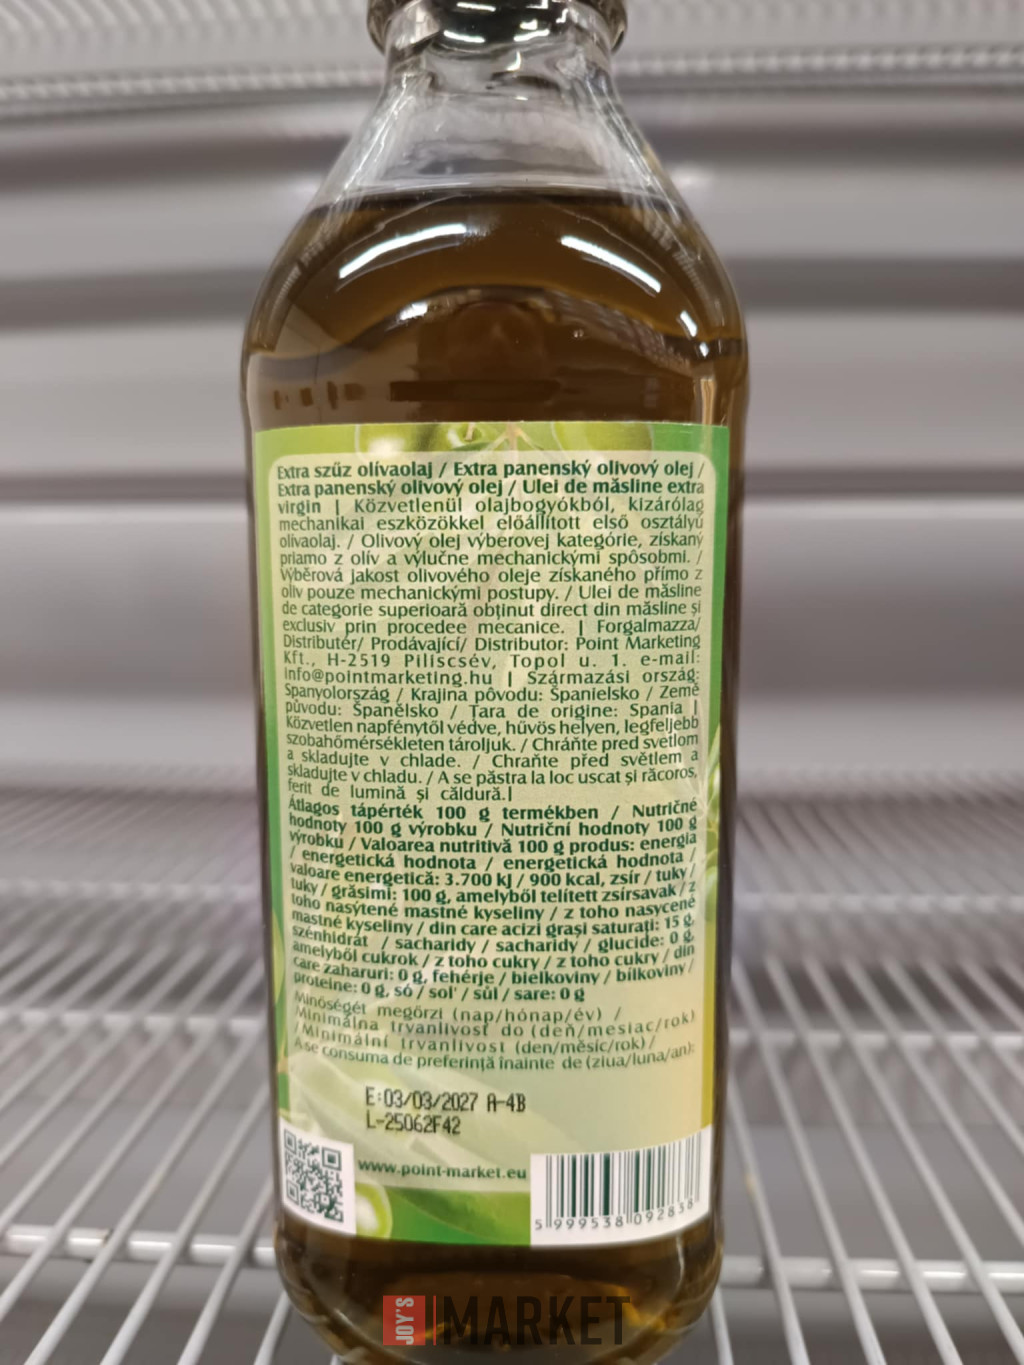 Extra szűz olívaolaj / Extra panenský olivový olej /
Extra panenský olivový olej / Ulei de măsline extra
virgin | Közvetlenül olajbogyókból, kizárólag
mechanikai eszközökkel előállított első osztályú
olívaolaj. / Olivový olej výberovej kategórie, získaný
priamo z olív a výlučne mechanickými spôsobmi. /
Výběrová jakost olivového oleje získaného přímo z
oliv pouze mechanickými postupy. / Ulei de măsline
de categorie superioară obținut direct din măsline și
exclusiv prin procedee mecanice. | Forgalmazza/
Distributér/ Prodávající/ Distributor: Point Marketing
Kft., H-2519 Piliscsév, Topol u. 1. e-mail:
info@pointmarketing.hu | Származási ország:
Spanyolország / Krajina pôvodu: Španielsko / Země
původu: Španělsko / Țara de origine: Spania |
Közvetlen napfénytől védve, hűvös helyen, legfeljebb
szobahőmérsékleten tároljuk. / Chráňte pred svetlom
a skladujte v chlade. / Chraňte před světlem a
skladujte v chladu. / A se păstra la loc uscat și răcoros,
ferit de lumină și căldură.|
Átlagos tápérték 100 g termékben / Nutričné
hodnoty 100 g výrobku / Nutriční hodnoty 100 g
výrobku / Valoarea nutritivă 100 g produs: energia
/ energetická hodnota / energetická hodnota /
valoare energetică: 3.700 kJ / 900 kcal, zsír / tuky /
tuky / grăsimi: 100 g, amelyből telített zsírsavak / z
toho nasýtené mastné kyseliny / z toho nasycené
mastné kyseliny / din care acizi grași saturați: 15 g,
szénhidrát / sacharidy / sacharidy / glucide: 0 g,
amelyből cukrok / z toho cukry / z toho cukry / din
care zaharuri: 0 g, fehérje / bielkoviny / bílkoviny /
proteine: 0 g, só / sol' / sůl / sare: 0 g
Minőségét megőrzi (nap/hónap/év) /
Minimálna trvanlivosť do (deň/mesiac/rok)
/Minimální trvanlivost (den/měsíc/rok) /
A se consuma de preferință înainte de (ziua/luna/an):
E:03/03/2027 A-4B
L-25062F42
www.point-market.eu
5 999538 092838
JOY'S MARKET